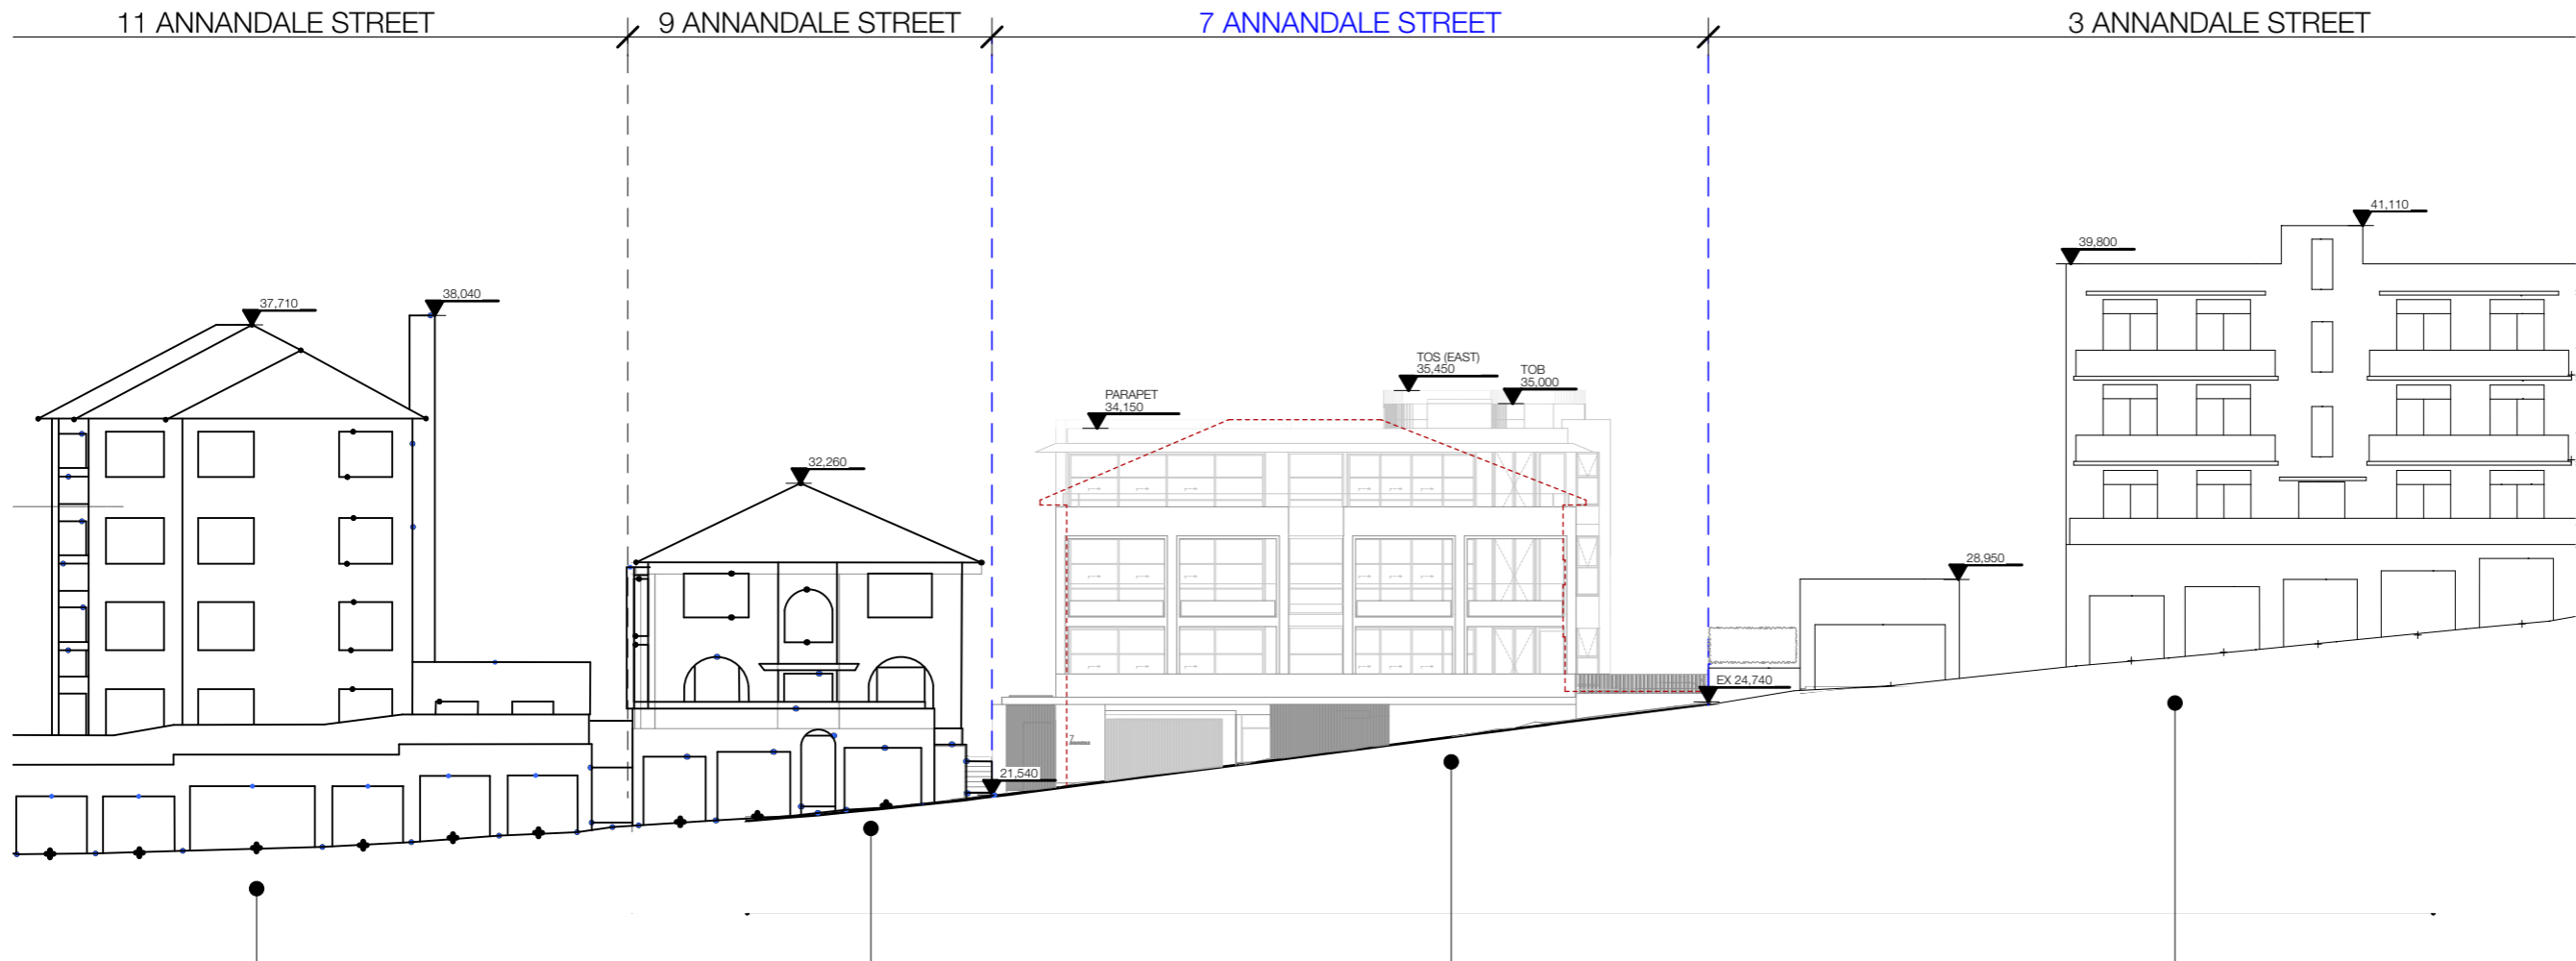 11 ANNANDALE STREET
9 ANNANDALE STREET
7 ANNANDALE STREET
3 ANNANDALE STREET
41,110
39,800
38,040
37,710
TOS (EAST)
35,450
TOB
35,000
PARAPET
34,150
32,260
28,950
EX 24,740
7
21,540